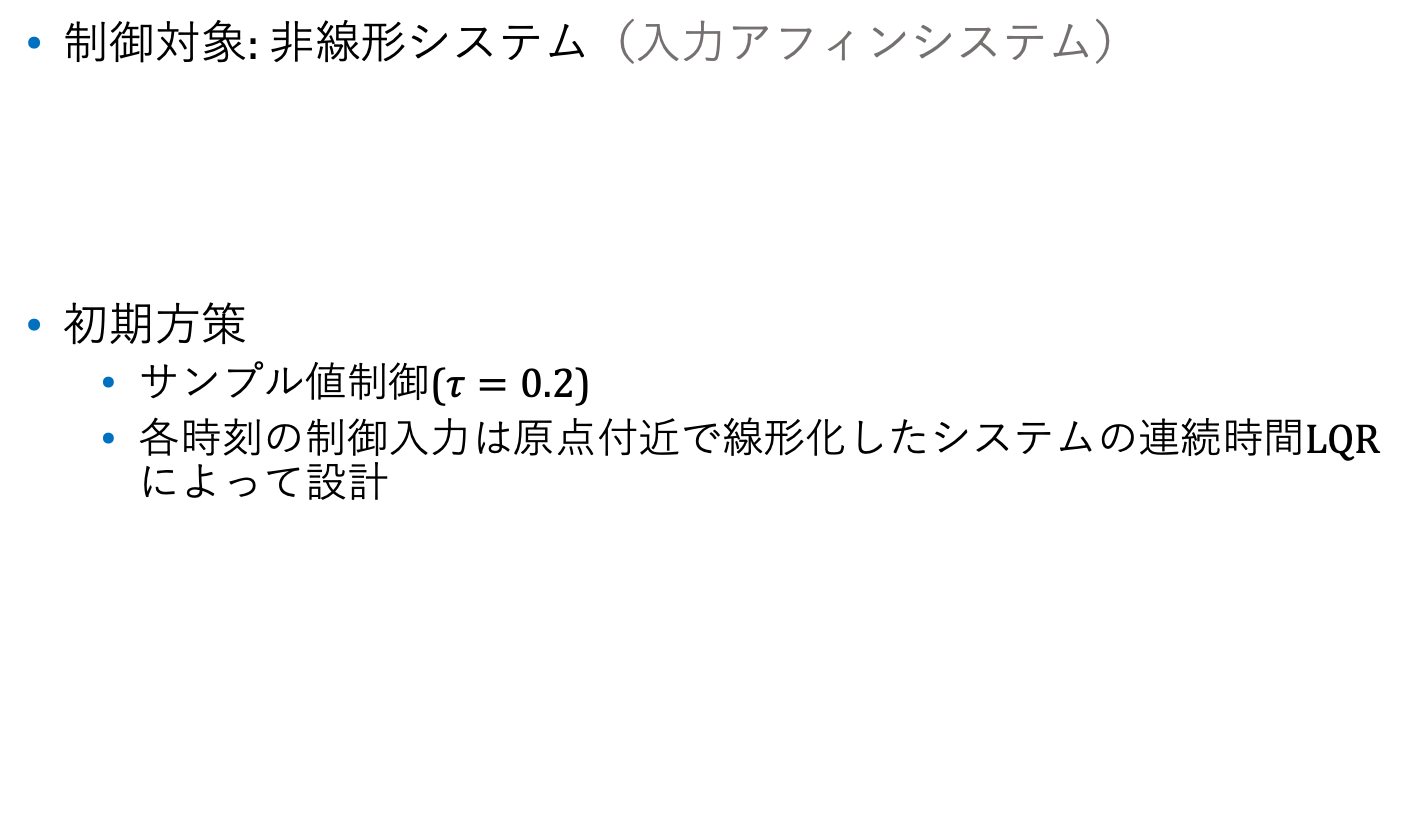 • 制御対象: 非線形システム（入力アフィンシステム）
• 初期方策
• サンプル値制御(τ = 0.2)
• 各時刻の制御入力は原点付近で線形化したシステムの連続時間LQR
によって設計